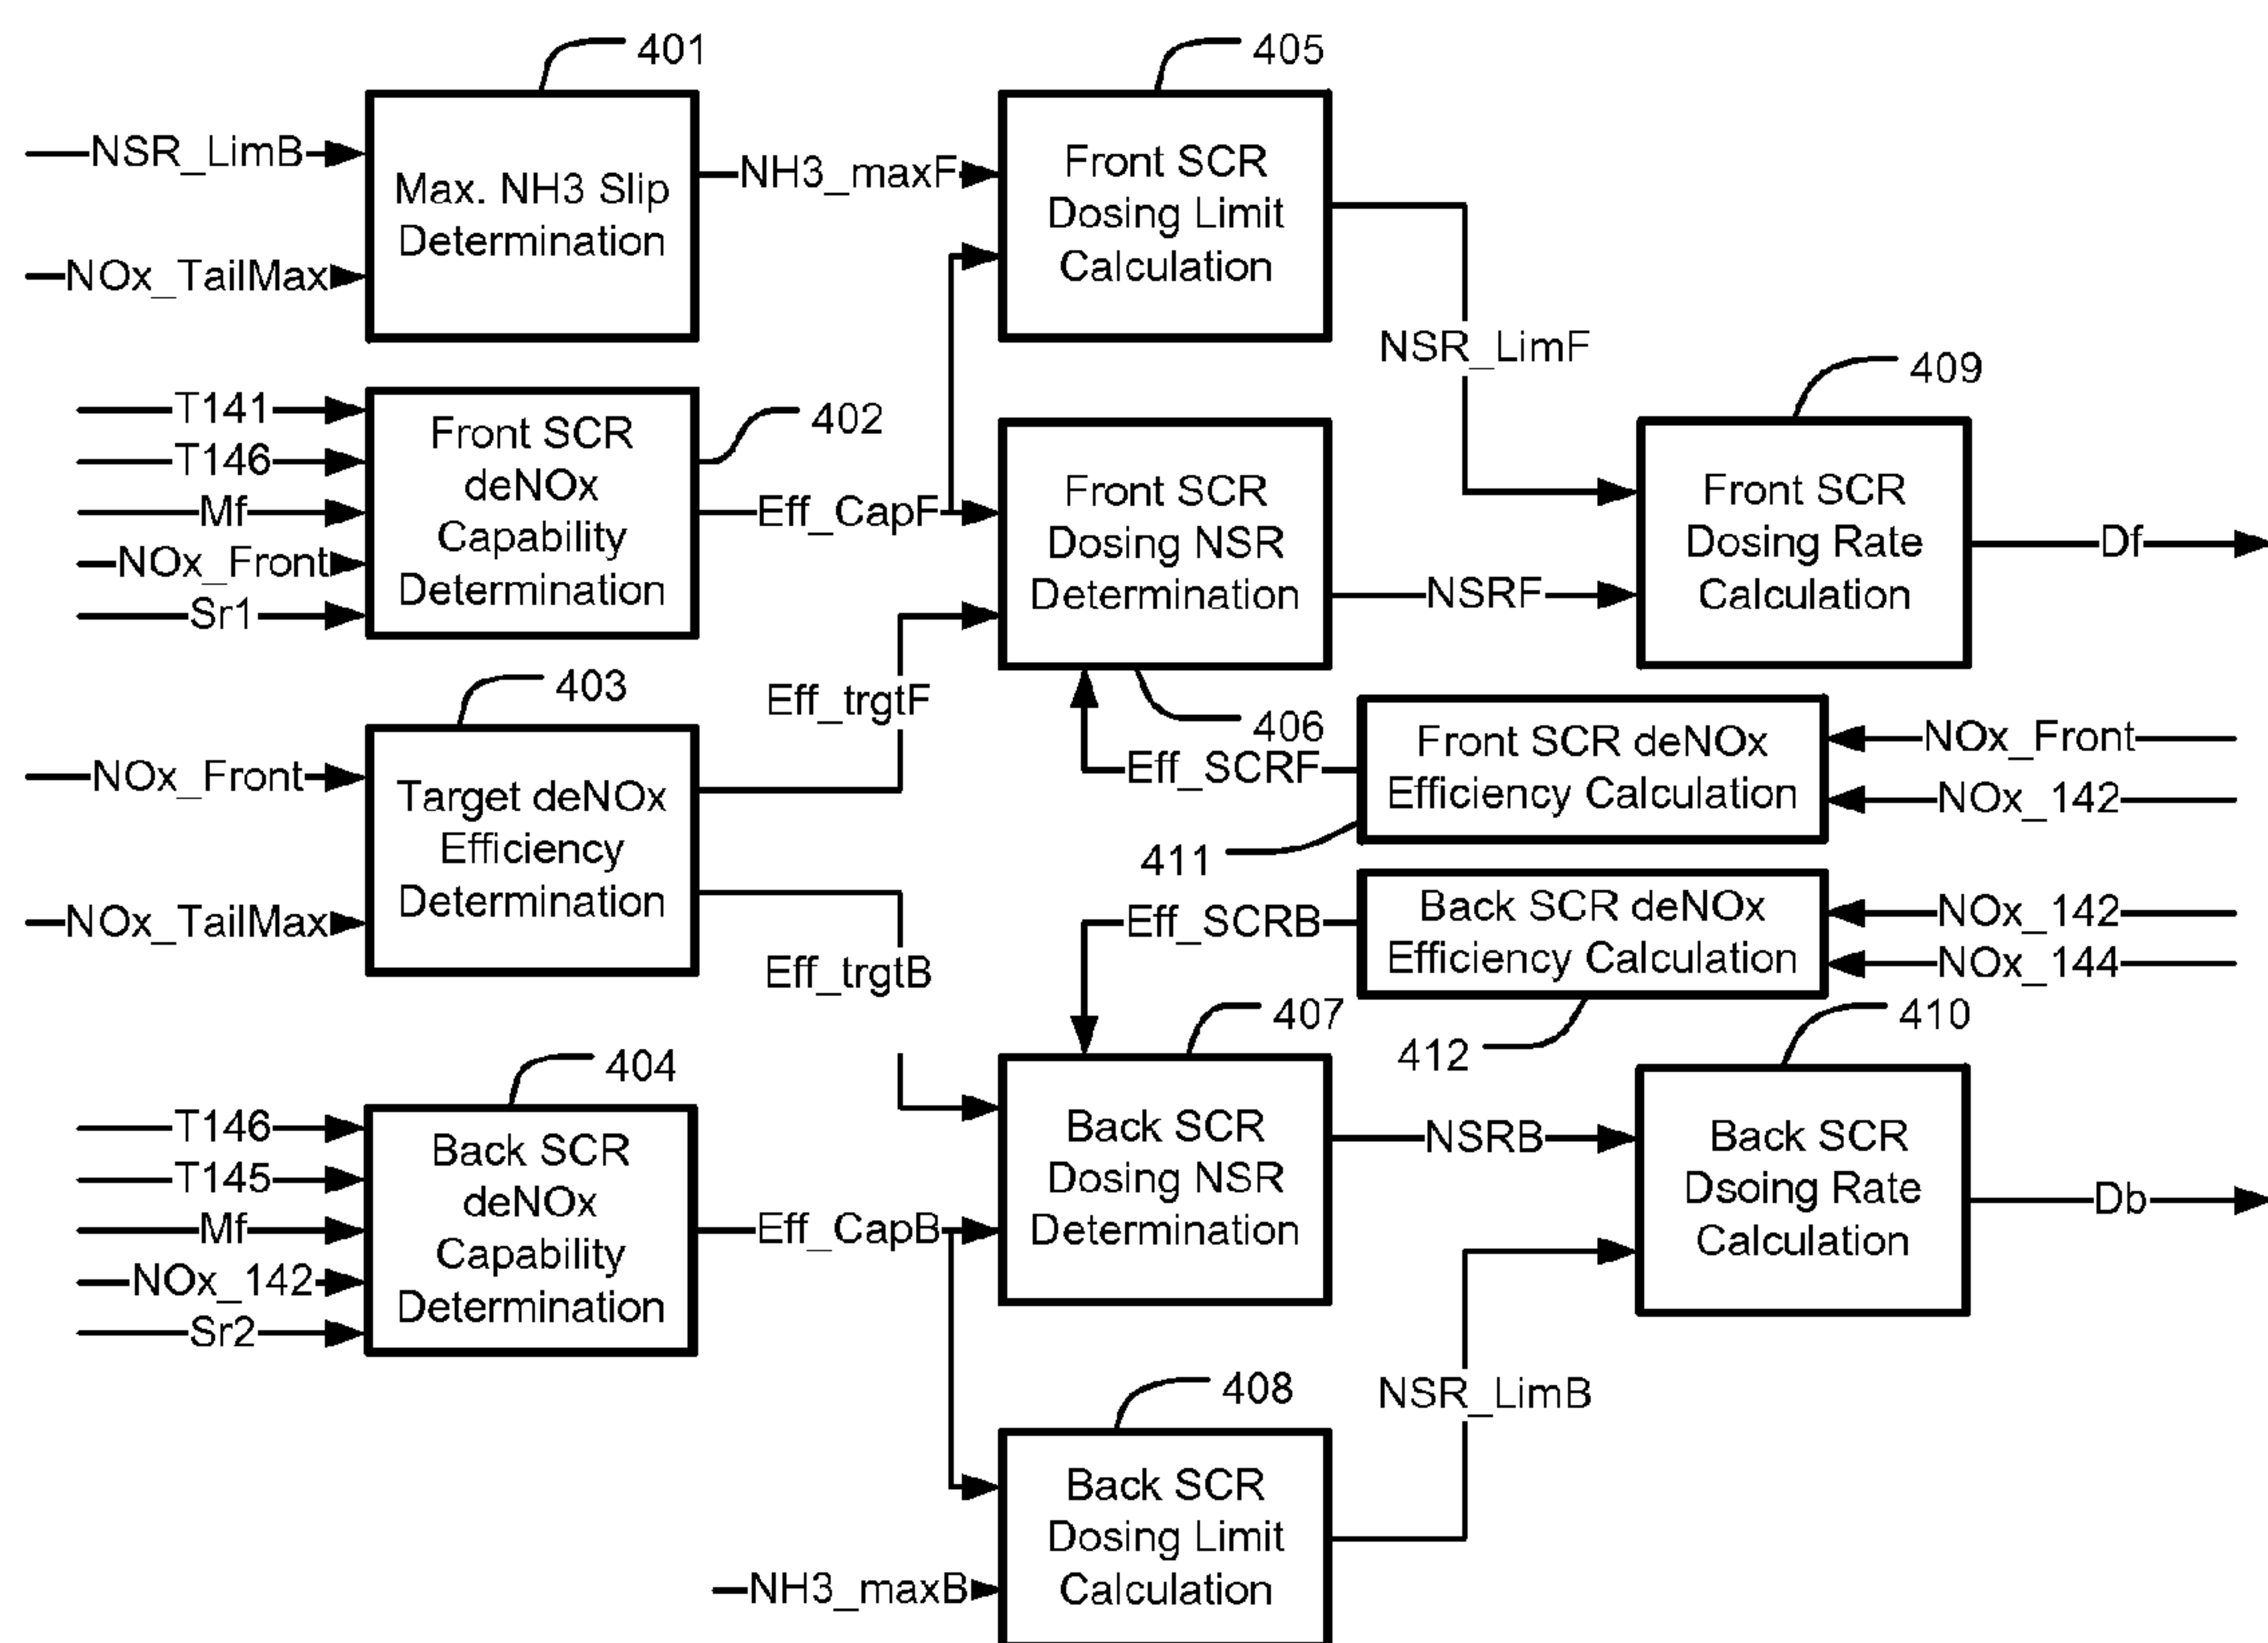 401
NSR_LimB
NOx_TailMax
Max. NH3 Slip
Determination
NH3_maxF
405
Front SCR
Dosing Limit
Calculation
NSR_LimF
T141
T146
Mf
NOx_Front
Sr1
Front SCR
deNOx
Capability
Determination
402
Eff_CapF
Front SCR
Dosing NSR
Determination
406
NSRF
409
Front SCR
Dosing Rate
Calculation
Df
403
NOx_Front
NOx_TailMax
Target deNOx
Efficiency
Determination
Eff_trgtF
Eff_trgtB
Eff_SCRF
Front SCR deNOx
Efficiency Calculation
NOx_Front
NOx_142
411
Eff_SCRB
Back SCR deNOx
Efficiency Calculation
NOx_142
NOx_144
412
404
T146
T145
Mf
NOx_142
Sr2
Back SCR
deNOx
Capability
Determination
Eff_CapB
407
Back SCR
Dosing NSR
Determination
NSRB
410
Back SCR
Dsoing Rate
Calculation
Db
408
NH3_maxB
Back SCR
Dosing Limit
Calculation
NSR_LimB